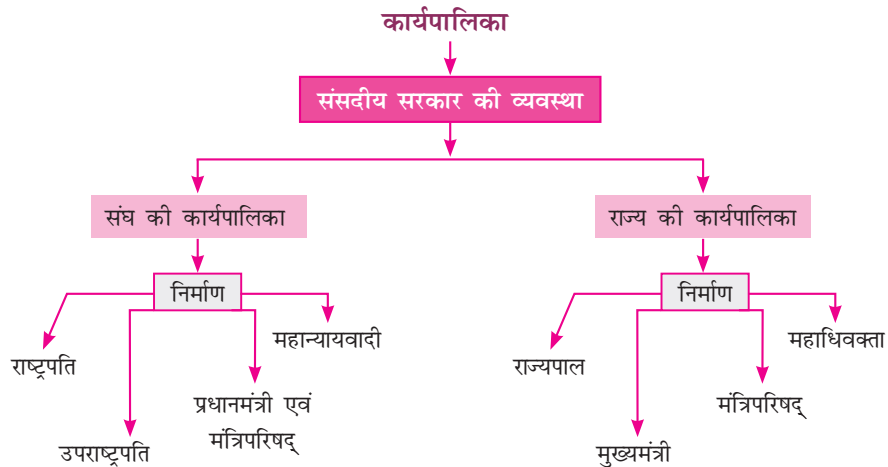 कार्यपालिका
संसदीय सरकार की व्यवस्था
संघ की कार्यपालिका
राज्य की कार्यपालिका
निर्माण
निर्माण
राष्ट्रपति
महान्यायवादी
उपराष्ट्रपति
प्रधानमंत्री एवं
मंत्रिपरिषद्
राज्यपाल
महाधिवक्ता
मुख्यमंत्री
मंत्रिपरिषद्